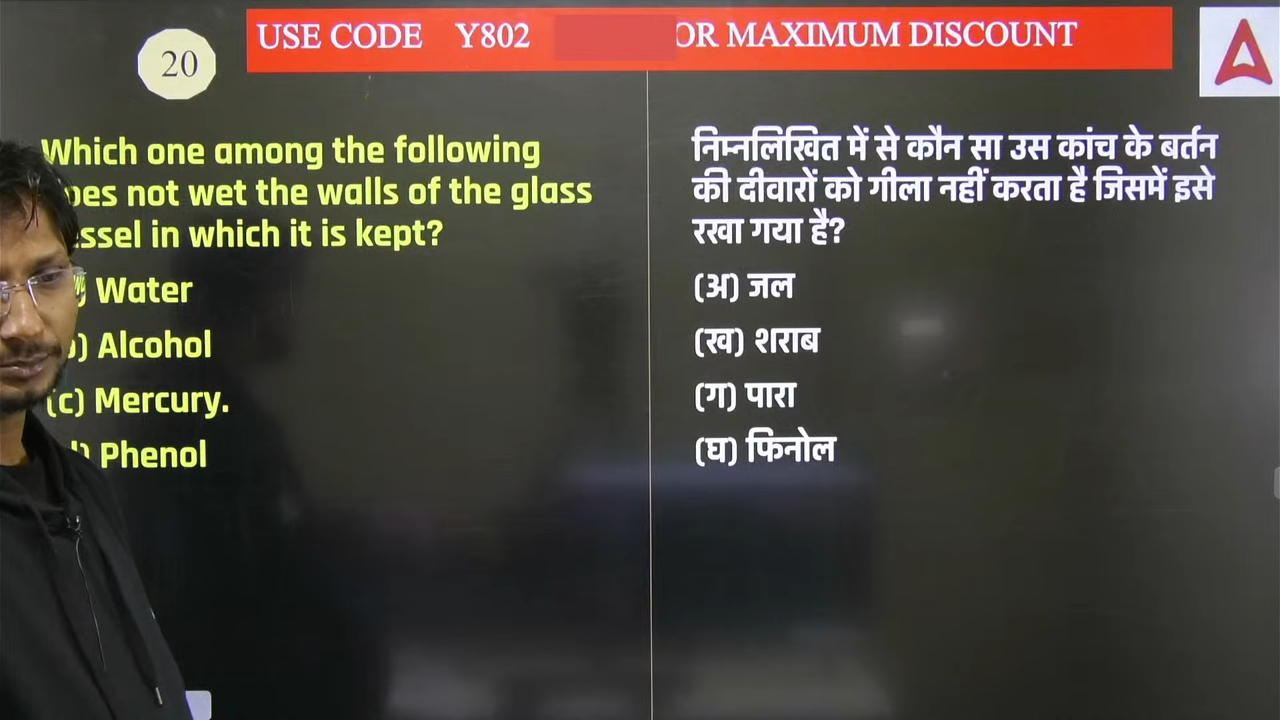 USE CODE Y802 OR MAXIMUM DISCOUNT
20
Which one among the following
not wet the walls of the glass
in which it is kept?
Water
Alcohol
(c) Mercury.
Phenol
निम्नलिखित में से कौन सा उस कांच के बर्तन
की दीवारों को गीला नहीं करता है जिसमें इसे
रखा गया है?
(अ) जल
(ख) शराब
(ग) पारा
(घ) फिनोल